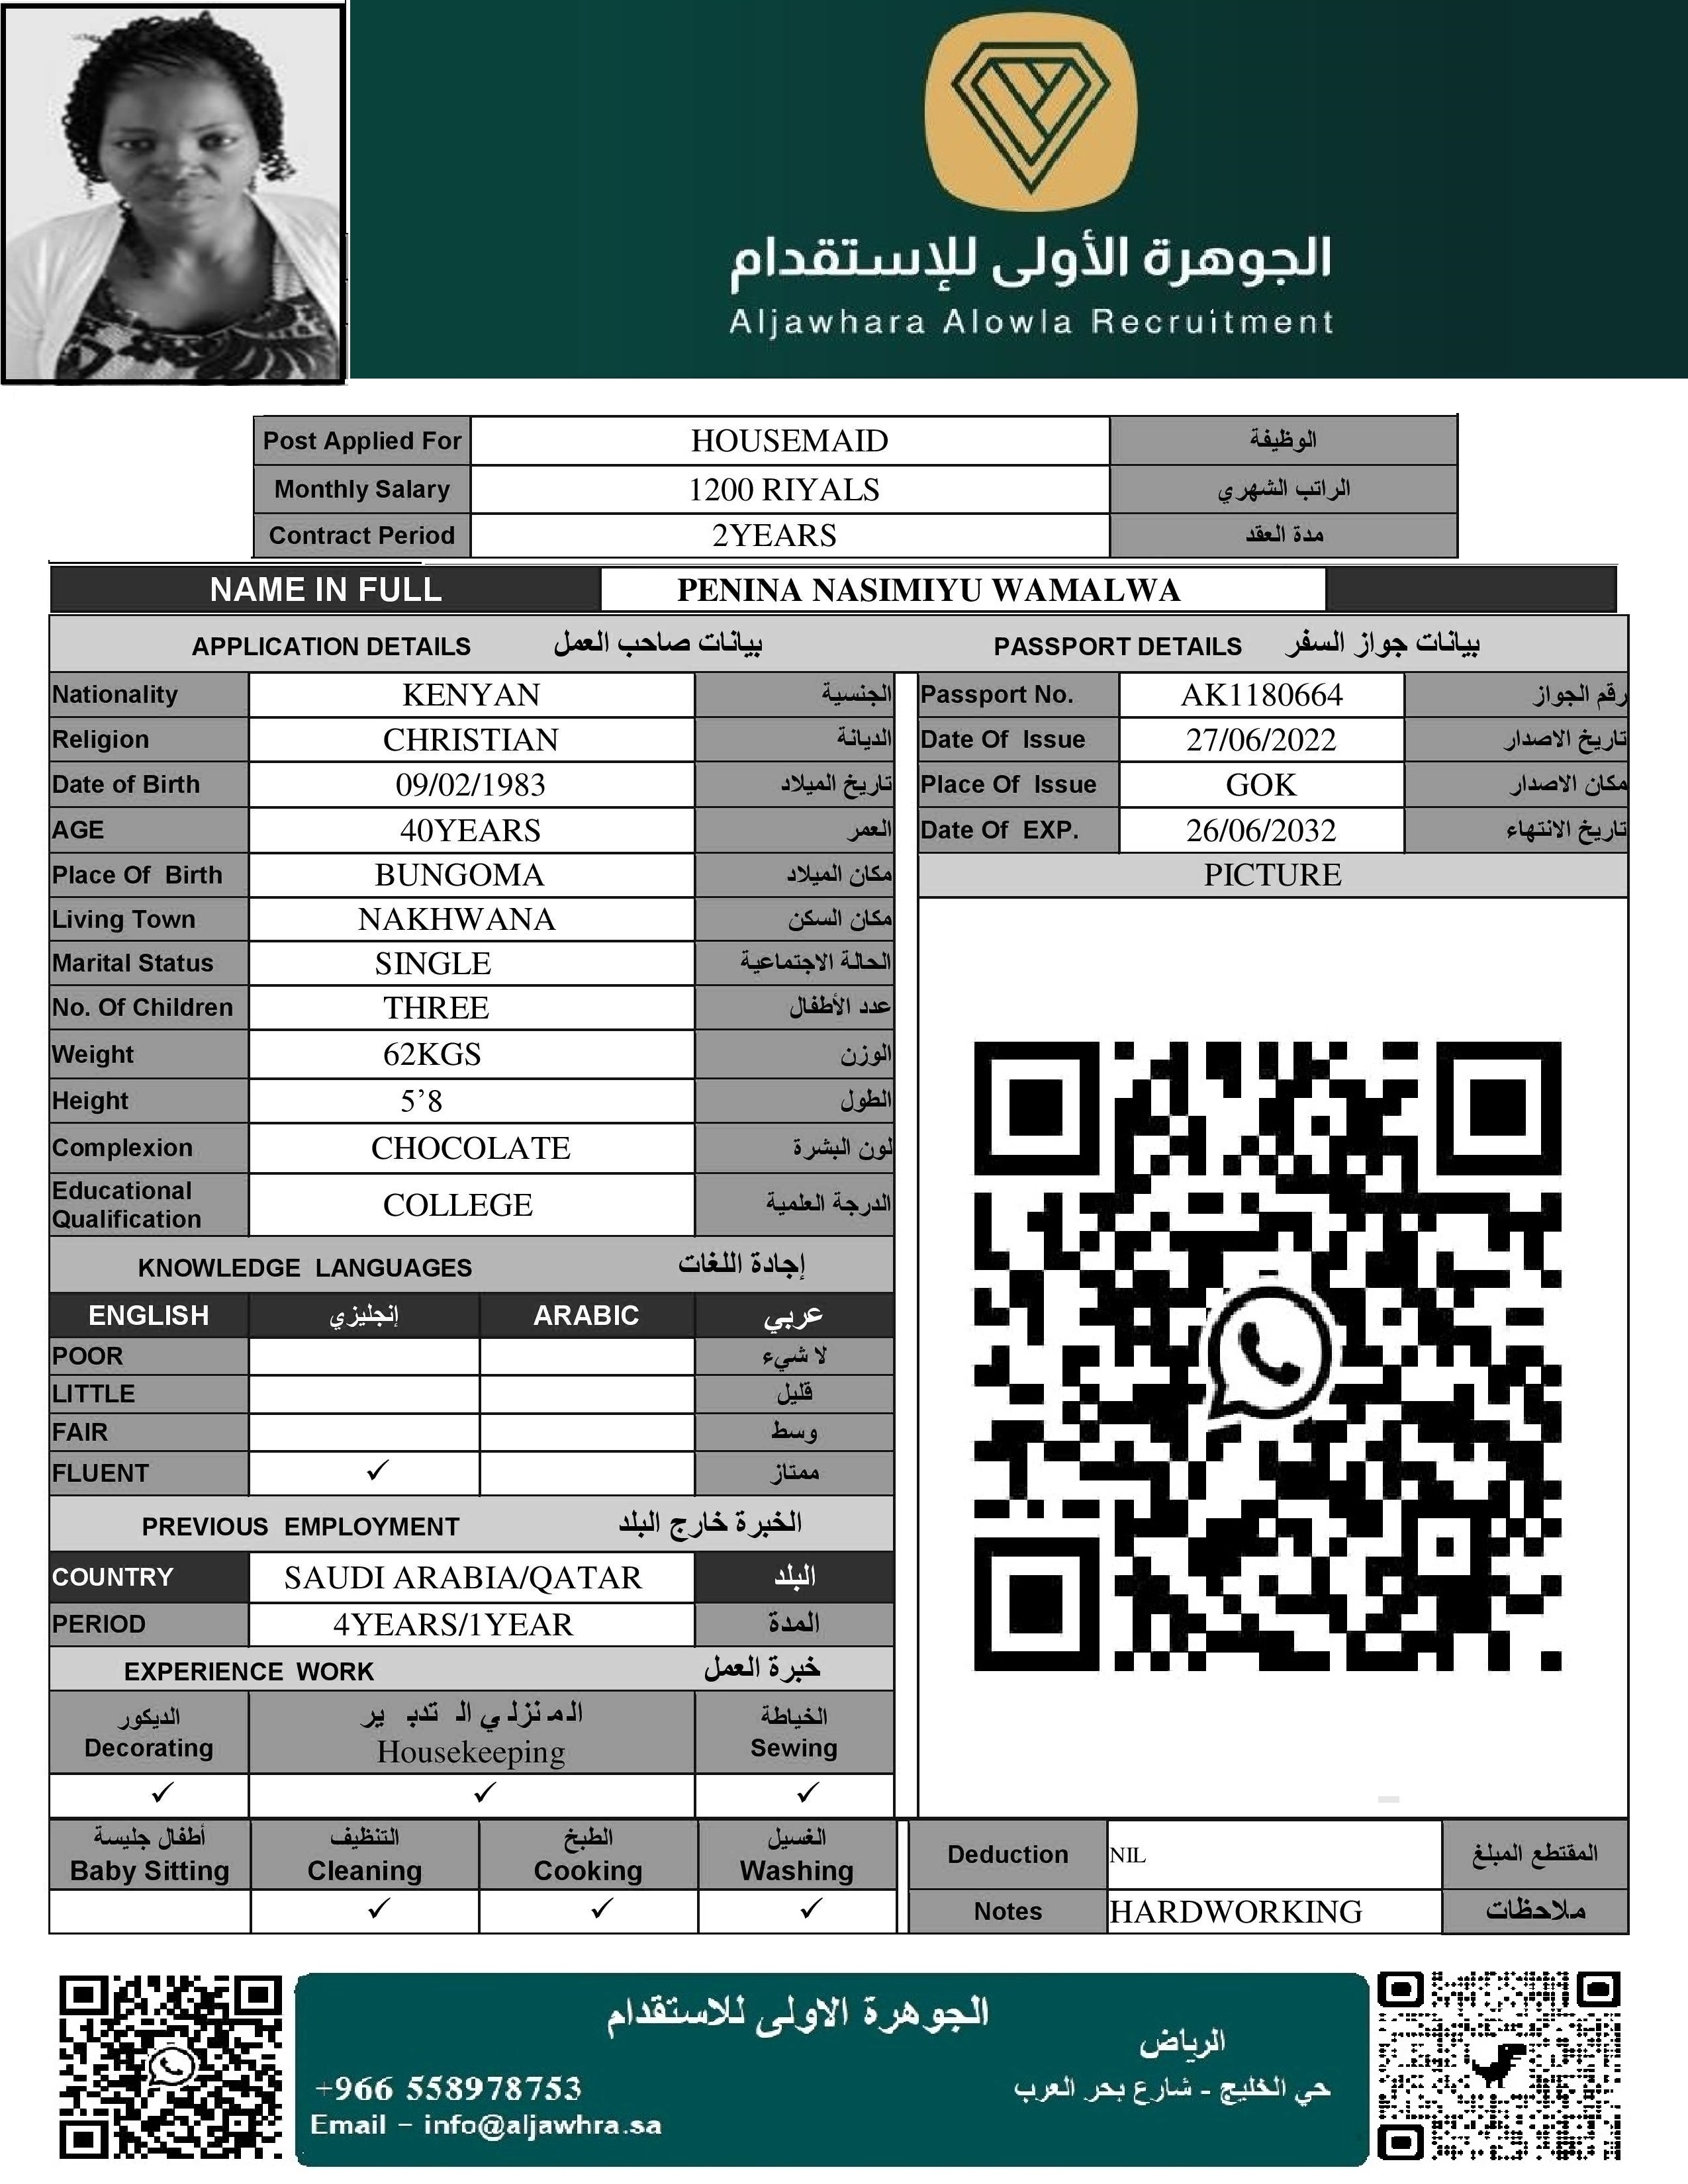 الجوهرة الأولى للإستقدام
Aljawhara Alowla Recruitment
Post Applied For HOUSEMAID الوظيفة
Monthly Salary 1200 RIYALS الراتب الشهري
Contract Period 2YEARS مدة العقد
NAME IN FULL PENINA NASIMIYU WAMALWA
APPLICATION DETAILS بيانات صاحب العمل
Nationality KENYAN الجنسية
Religion CHRISTIAN الديانة
Date of Birth 09/02/1983 تاريخ الميلاد
AGE 40YEARS العمر
Place Of Birth BUNGOMA مكان الميلاد
Living Town NAKHWANA مكان السكن
Marital Status SINGLE الحالة الاجتماعية
No. Of Children THREE عدد الأطفال
Weight 62KGS الوزن
Height 5’8 الطول
Complexion CHOCOLATE لون البشرة
Educational
Qualification COLLEGE الدرجة العلمية
KNOWLEDGE LANGUAGES إجادة اللغات
ENGLISH إنجليزي ARABIC عربي
POOR لا شيء
LITTLE قليل
FAIR وسط
FLUENT ✓ ممتاز
PREVIOUS EMPLOYMENT الخبرة خارج البلد
COUNTRY SAUDI ARABIA/QATAR البلد
PERIOD 4YEARS/1YEAR المدة
EXPERIENCE WORK خبرة العمل
الديكور المنزلي التدبير الخياطة
Decorating Housekeeping Sewing
✓ ✓ ✓
أطفال جليسة التنظيف الطبخ الغسيل
Baby Sitting Cleaning Cooking Washing
✓ ✓ ✓
PASSPORT DETAILS بيانات جواز السفر
Passport No. AK1180664 رقم الجواز
Date Of Issue 27/06/2022 تاريخ الاصدار
Place Of Issue GOK مكان الاصدار
Date Of EXP. 26/06/2032 تاريخ الانتهاء
PICTURE
Deduction NIL المقتطع المبلغ
Notes HARDWORKING ملاحظات
الجوهرة الاولى للاستقدام
الرياض
حي الخليج - شارع بحر العرب
+966 558978753
Email – info@aljawhra.sa